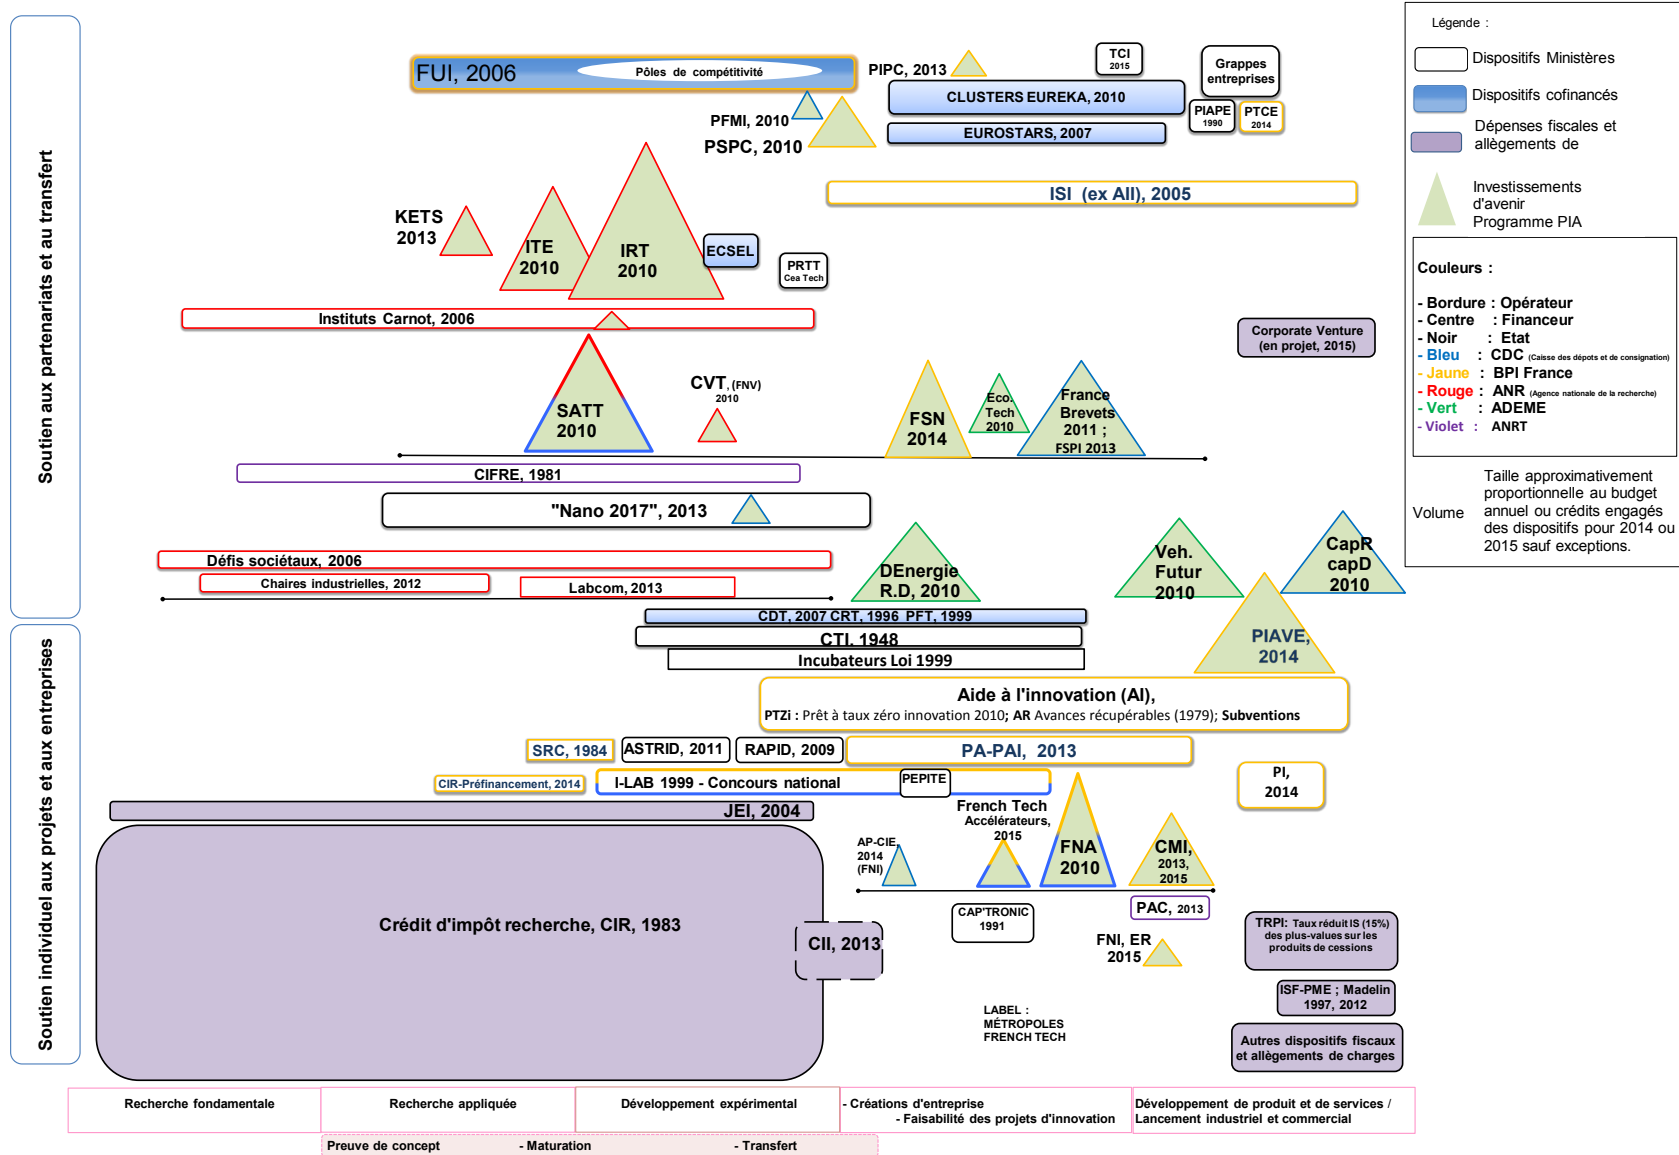 Soutien aux partenariats et au transfert
FUI, 2006
Pôles de compétitivité
PIPC, 2013
TCI
2015
Grappes
entreprises
CLUSTERS EUREKA, 2010
PIAPE
1990
PTCE
2014
PFMI, 2010
PSPC, 2010
EUROSTARS, 2007
ISI (ex AII), 2005
KETS
2013
ITE
2010
IRT
2010
ECSEL
PRTT
Cea Tech
Instituts Carnot, 2006
Corporate Venture
(en projet, 2015)
SATT
2010
CVT, (FNV)
2010
FSN
2014
Eco.
Tech
2010
France
Brevets
2011 ;
FSPI 2013
CIFRE, 1981
"Nano 2017", 2013
Défis sociétaux, 2006
Chaires industrielles, 2012
Labcom, 2013
DEnergie
R.D, 2010
Veh.
Futur
2010
CapR
capD
2010
Soutien individuel aux projets et aux entreprises
CDT, 2007 CRT, 1996 PFT, 1999
CTI, 1948
Incubateurs Loi 1999
PIAVE,
2014
Aide à l'innovation (AI),
PTZi : Prêt à taux zéro innovation 2010; AR Avances récupérables (1979); Subventions
SRC, 1984
ASTRID, 2011
RAPID, 2009
PA-PAI, 2013
CIR-Préfinancement, 2014
I-LAB 1999 - Concours national
PEPITE
PI,
2014
JEI, 2004
French Tech
Accélérateurs,
2015
AP-CIE,
2014
(FNI)
FNA
2010
CMI,
2013,
2015
Crédit d'impôt recherche, CIR, 1983
CII, 2013
CAP'TRONIC
1991
PAC, 2013
FNI, ER
2015
TRPI: Taux réduit IS (15%)
des plus-values sur les
produits de cessions
ISF-PME ; Madelin
1997, 2012
LABEL :
MÉTROPOLES
FRENCH TECH
Autres dispositifs fiscaux
et allègements de charges
Recherche fondamentale
Recherche appliquée
Développement expérimental
- Créations d'entreprise
- Faisabilité des projets d'innovation
Développement de produit et de services /
Lancement industriel et commercial
Preuve de concept
- Maturation
- Transfert
Légende :
Dispositifs Ministères
Dispositifs cofinancés
Dépenses fiscales et
allègements de
Investissements
d'avenir
Programme PIA
Couleurs :
- Bordure : Opérateur
- Centre : Financeur
- Noir : Etat
- Bleu : CDC (Caisse des dépots et de consignation)
- Jaune : BPI France
- Rouge : ANR (Agence nationale de la recherche)
- Vert : ADEME
- Violet : ANRT
Volume
Taille approximativement
proportionnelle au budget
annuel ou crédits engagés
des dispositifs pour 2014 ou
2015 sauf exceptions.